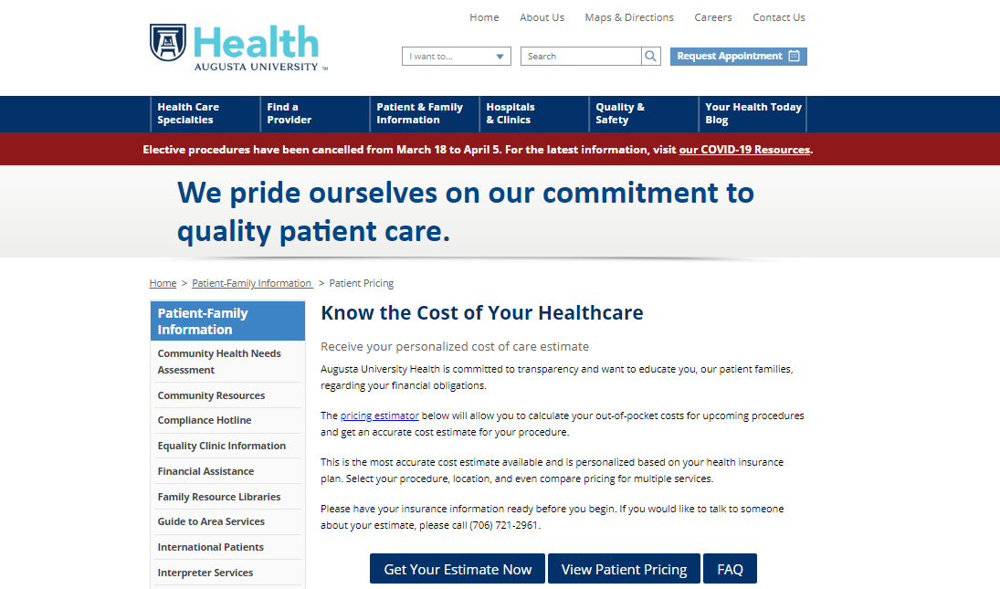 Home About Us Maps & Directions Careers Contact Us
Health
AUGUSTA UNIVERSITY ™
I want to... Search Request Appointment
Health Care Specialties
Find a Provider
Patient & Family Information
Hospitals & Clinics
Quality & Safety
Your Health Today Blog
Elective procedures have been cancelled from March 18 to April 5. For the latest information, visit our COVID-19 Resources.
We pride ourselves on our commitment to
quality patient care.
Home > Patient-Family Information > Patient Pricing
Patient-Family
Information
Community Health Needs
Assessment
Community Resources
Compliance Hotline
Equality Clinic Information
Financial Assistance
Family Resource Libraries
Guide to Area Services
International Patients
Interpreter Services
Know the Cost of Your Healthcare
Receive your personalized cost of care estimate
Augusta University Health is committed to transparency and want to educate you, our patient families,
regarding your financial obligations.
The pricing estimator below will allow you to calculate your out-of-pocket costs for upcoming procedures
and get an accurate cost estimate for your procedure.
This is the most accurate cost estimate available and is personalized based on your health insurance
plan. Select your procedure, location, and even compare pricing for multiple services.
Please have your insurance information ready before you begin. If you would like to talk to someone
about your estimate, please call (706) 721-2961.
Get Your Estimate Now View Patient Pricing FAQ